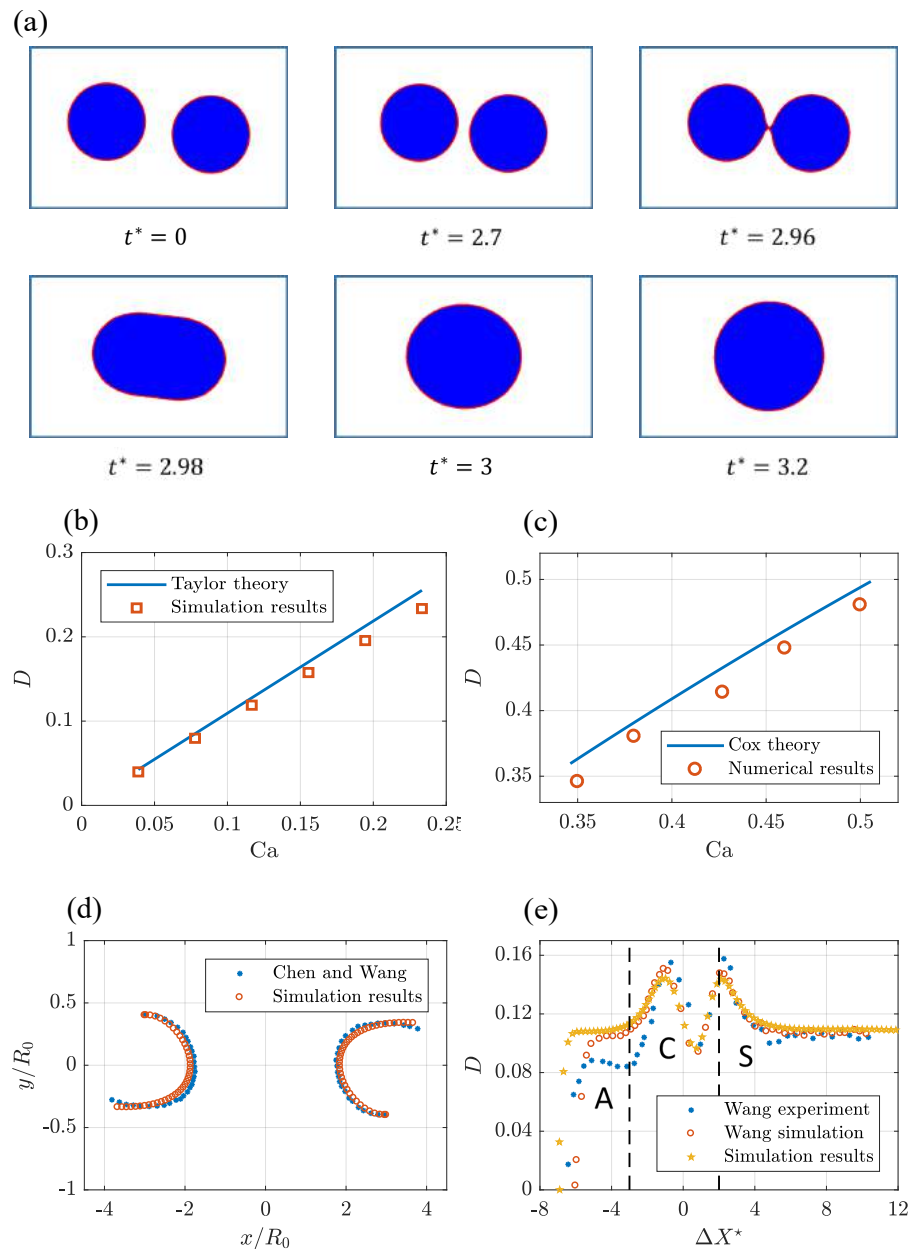 (a)
t* = 0
t* = 2.7
t* = 2.96
t* = 2.98
t* = 3
t* = 3.2
(b)
0.3
0.2
0.1
0
D
Taylor theory
Simulation results
0
0.05
0.1
0.15
0.2
0.25
Ca
(c)
0.5
0.45
0.4
0.35
D
Cox theory
Numerical results
0.35
0.4
0.45
0.5
Ca
(d)
1
0.5
0
-0.5
-1
y/R₀
Chen and Wang
Simulation results
-4
-2
0
2
4
x/R₀
(e)
0.16
0.12
0.08
0.04
0
D
A
C
S
Wang experiment
Wang simulation
Simulation results
-8
-4
0
4
8
12
ΔX⋆